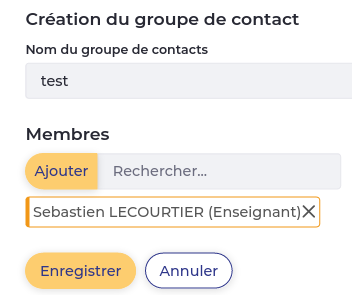 Création du groupe de contact
Nom du groupe de contacts
test
Membres
Ajouter Rechercher...
Sebastien LECOURTIER (Enseignant)
Enregistrer Annuler